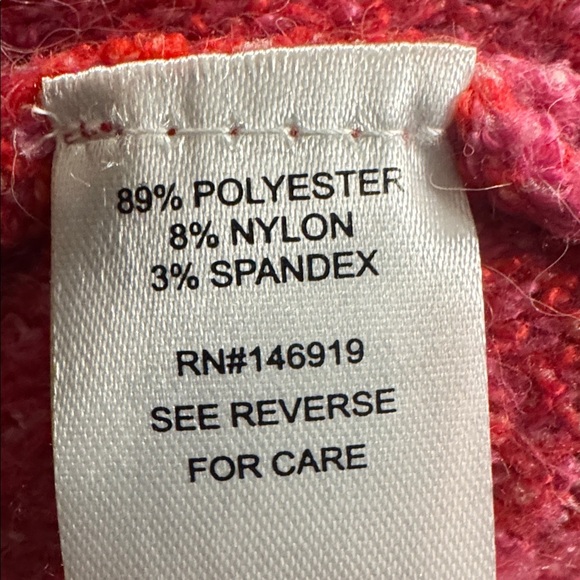 89% POLYESTER
8% NYLON
3% SPANDEX
RN#146919
SEE REVERSE
FOR CARE